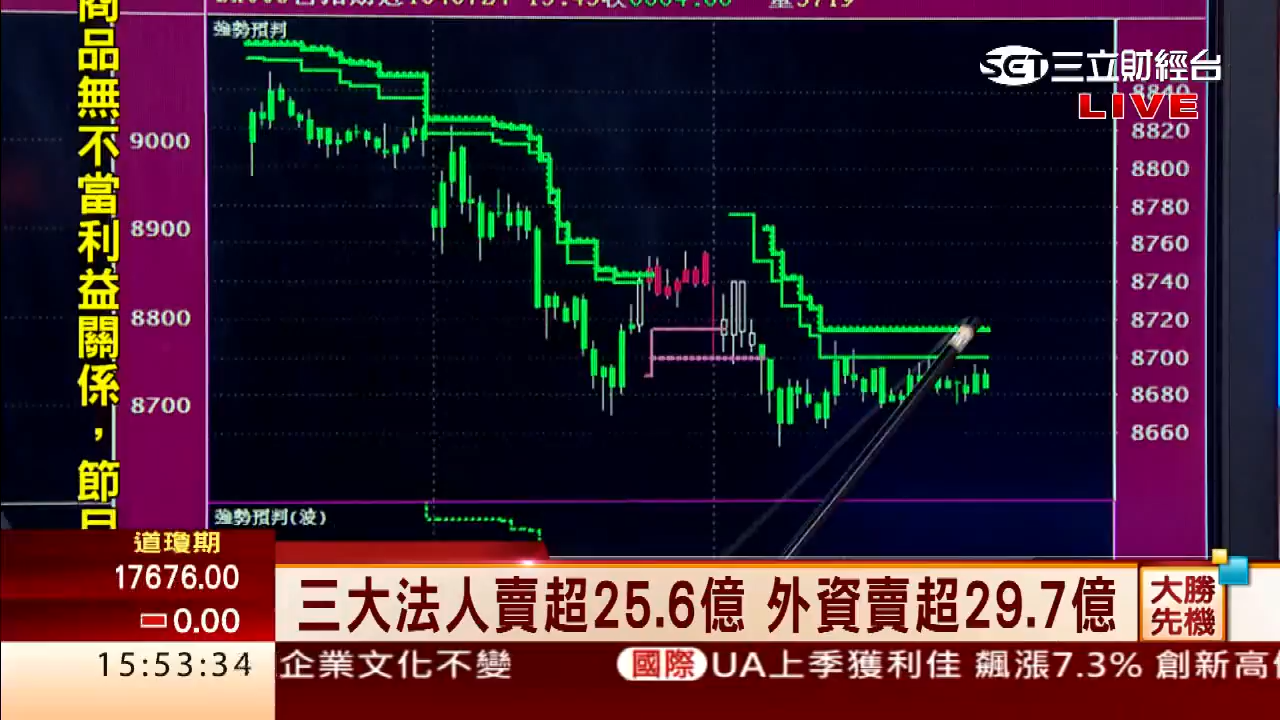 強勢預判
SET三立財經台
LIVE
商品無不當利益關係，節目
9000
8900
8800
8700
8840
8820
8800
8780
8760
8740
8720
8700
8680
8660
強勢預判(波)
道瓊期
17676.00
0.00
三大法人賣超25.6億 外資賣超29.7億
大勝
先機
15:53:34
企業文化不變 國際 UA上季獲利佳 飆漲7.3% 創新高